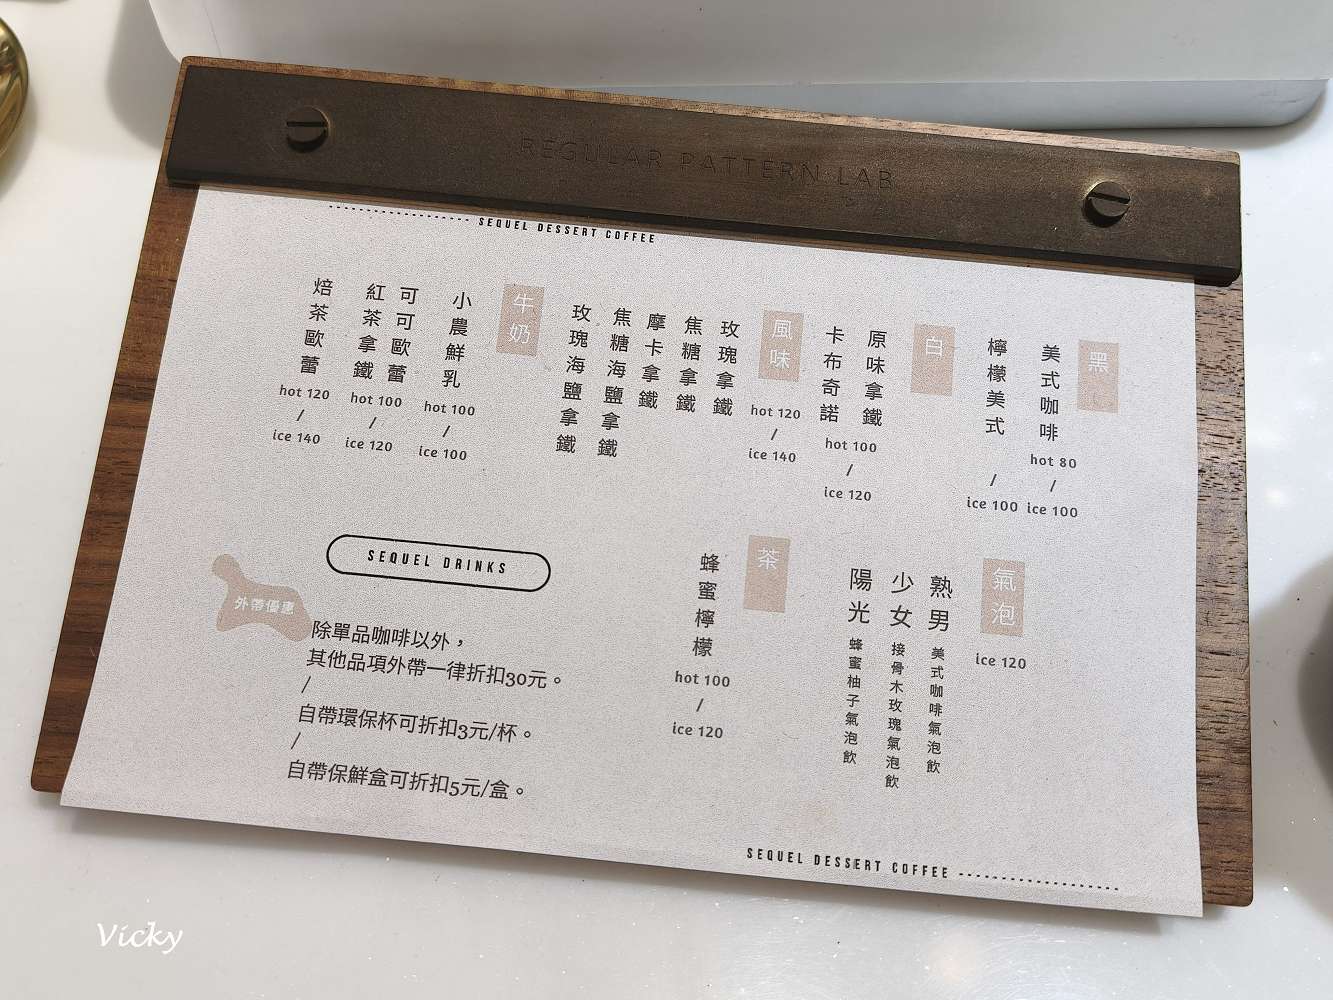 REGULAR PATTERN LAB
SEQUEL DESSERT COFFEE
黑
美式咖啡
hot 80
/
ice 100
檸檬美式
/
ice 100
白
原味拿鐵
卡布奇諾
hot 100
/
ice 120
風味
hot 120
/
ice 140
玫瑰拿鐵
焦糖拿鐵
摩卡拿鐵
焦糖海鹽拿鐵
玫瑰海鹽拿鐵
牛奶
小農鮮乳
hot 100
/
ice 100
可可歐蕾
紅茶拿鐵
hot 100
/
ice 120
焙茶歐蕾
hot 120
/
ice 140
氣泡
ice 120
熟男
美式咖啡氣泡飲
少女
接骨木玫瑰氣泡飲
陽光
蜂蜜柚子氣泡飲
茶
蜂蜜檸檬
hot 100
/
ice 120
SEQUEL DRINKS
外帶優惠
除單品咖啡以外，
其他品項外帶一律折扣30元。
/
自帶環保杯可折扣3元/杯。
/
自帶保鮮盒可折扣5元/盒。
SEQUEL DESSERT COFFEE
Vicky